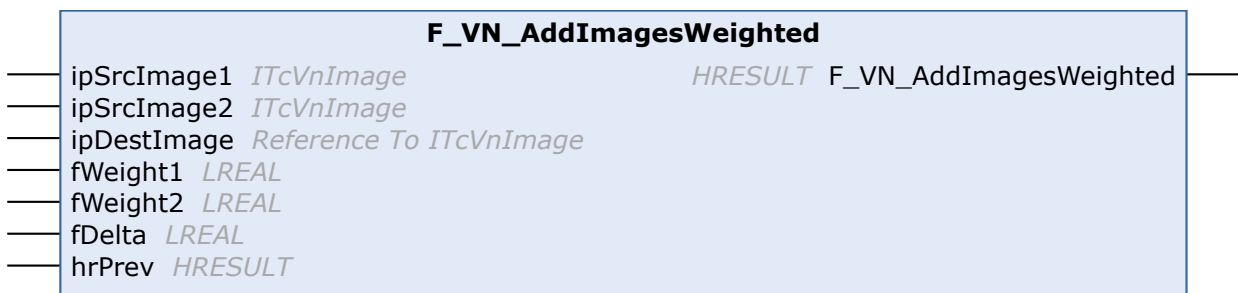 F_VN_AddImagesWeighted
ipSrcImage1 ITcVnImage HRESULT F_VN_AddImagesWeighted
ipSrcImage2 ITcVnImage
ipDestImage Reference To ITcVnImage
fWeight1 LREAL
fWeight2 LREAL
fDelta LREAL
hrPrev HRESULT